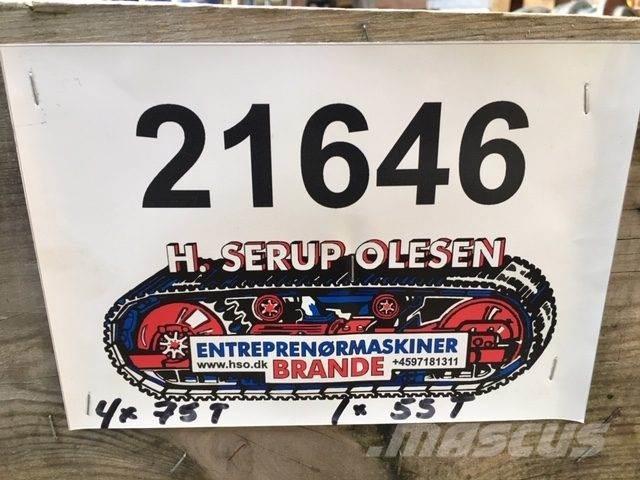 21646
H. SERUP OLESEN
ENTREPRENØRMASKINER
www.hso.dk BRANDE +4597181311
4x 75T 1x 55T
mascus